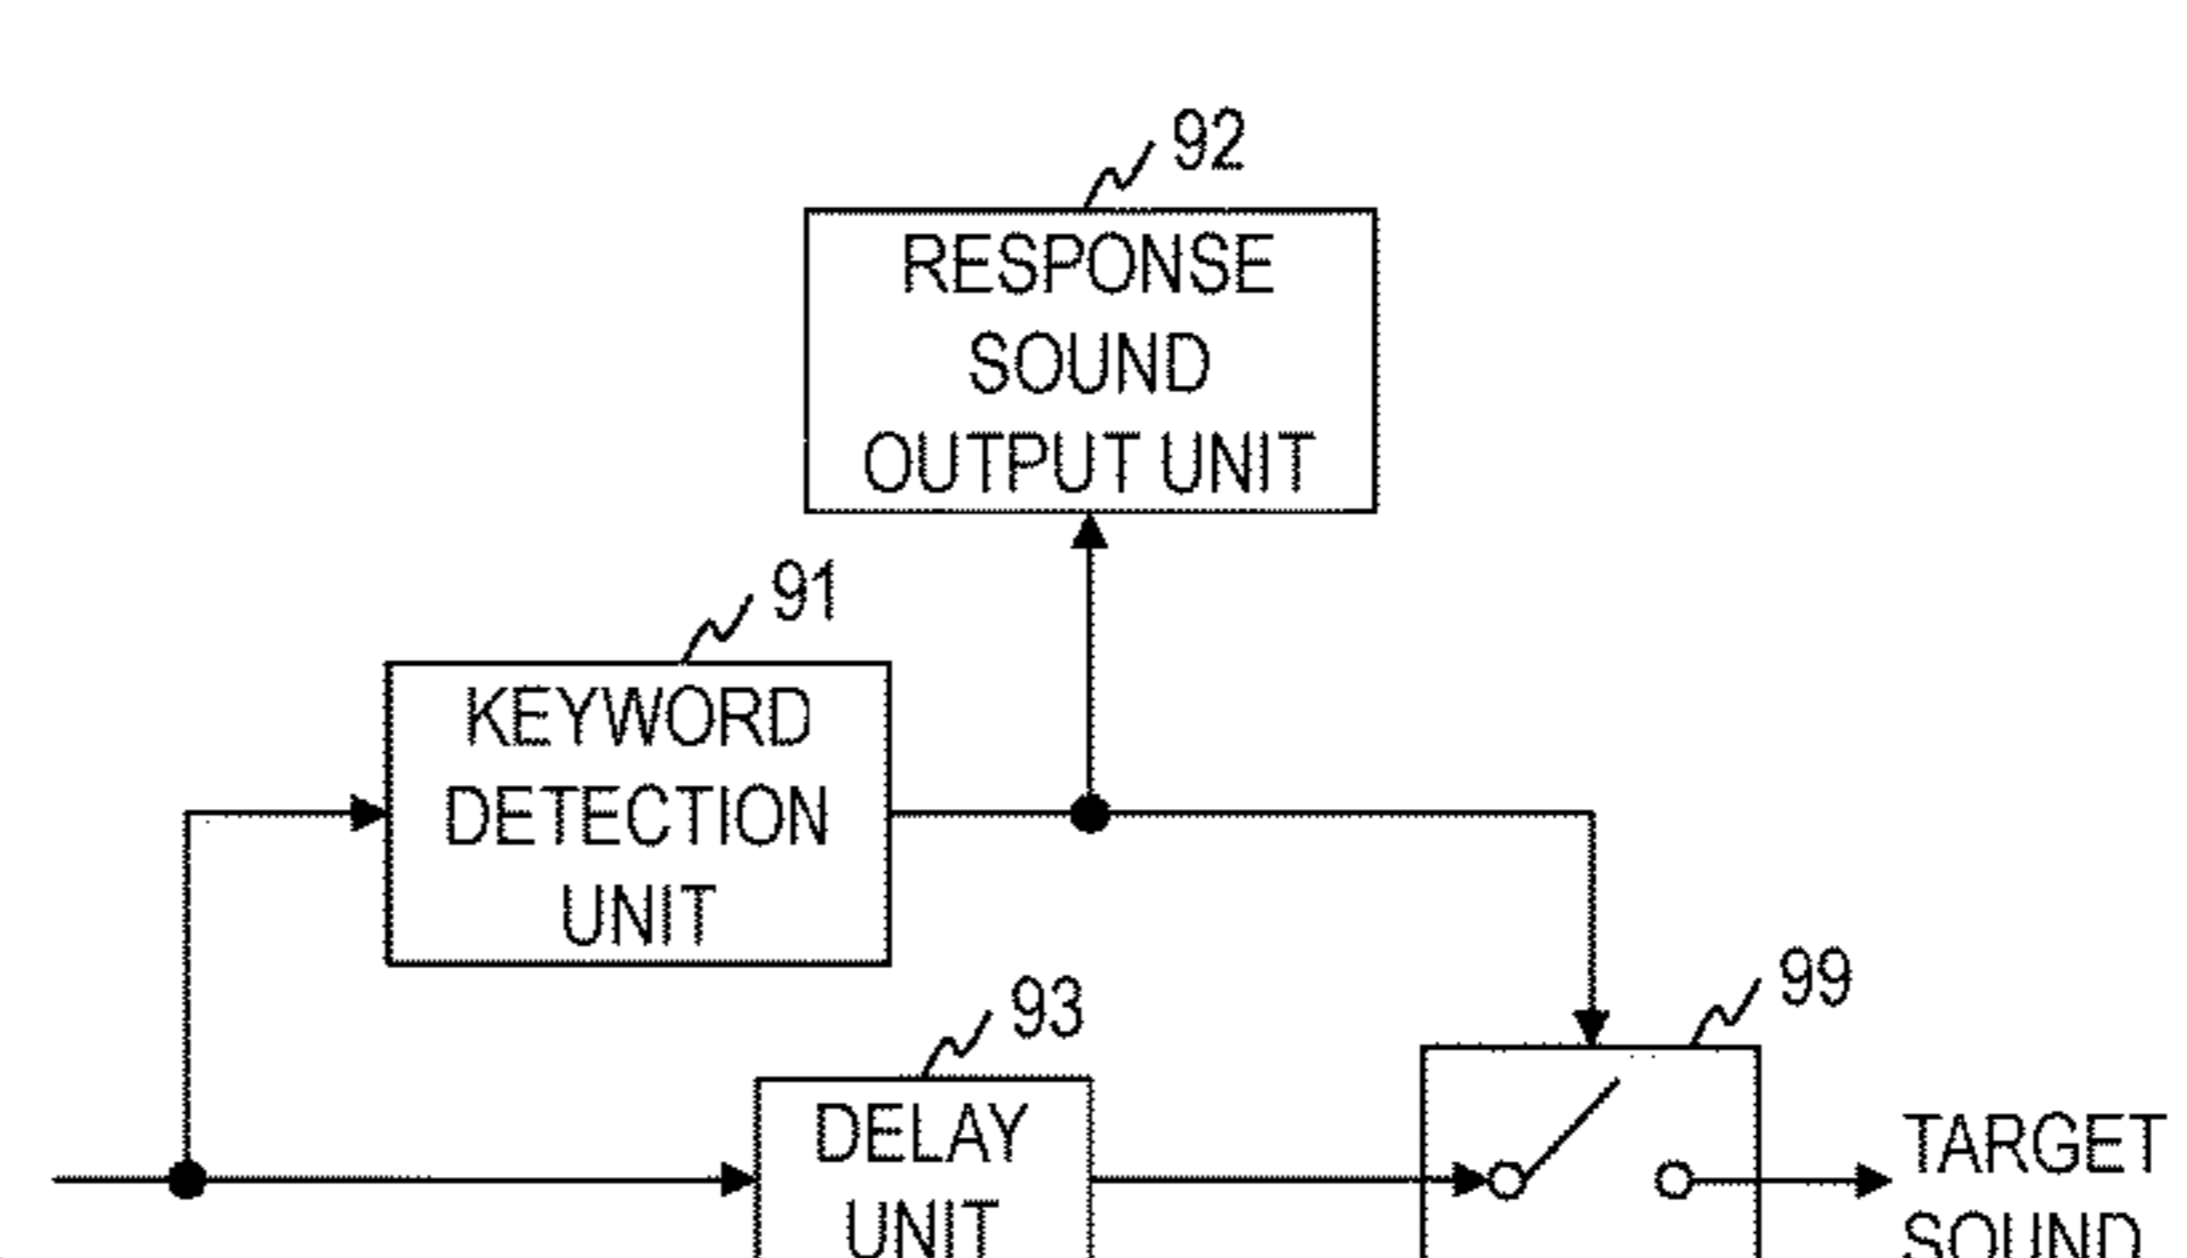 92
RESPONSE
SOUND
OUTPUT UNIT
91
KEYWORD
DETECTION
UNIT
93
DELAY
UNIT
99
TARGET
SOUND